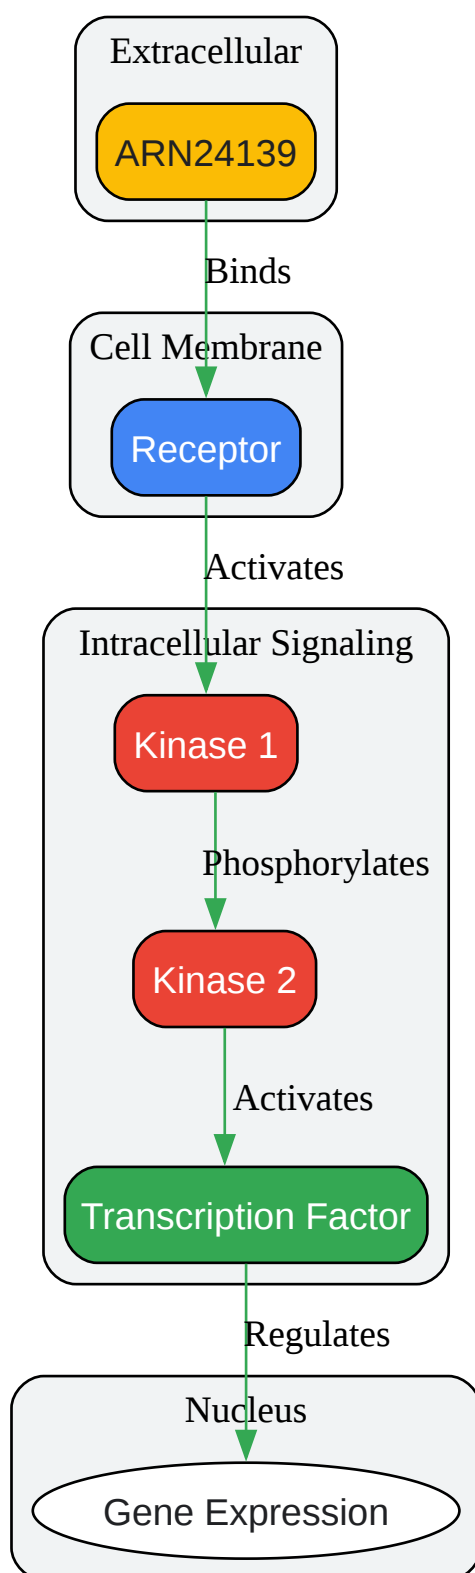 Extracellular
ARN24139
Binds
Cell Membrane
Receptor
Activates
Intracellular Signaling
Kinase 1
Phosphorylates
Kinase 2
Activates
Transcription Factor
Regulates
Nucleus
Gene Expression